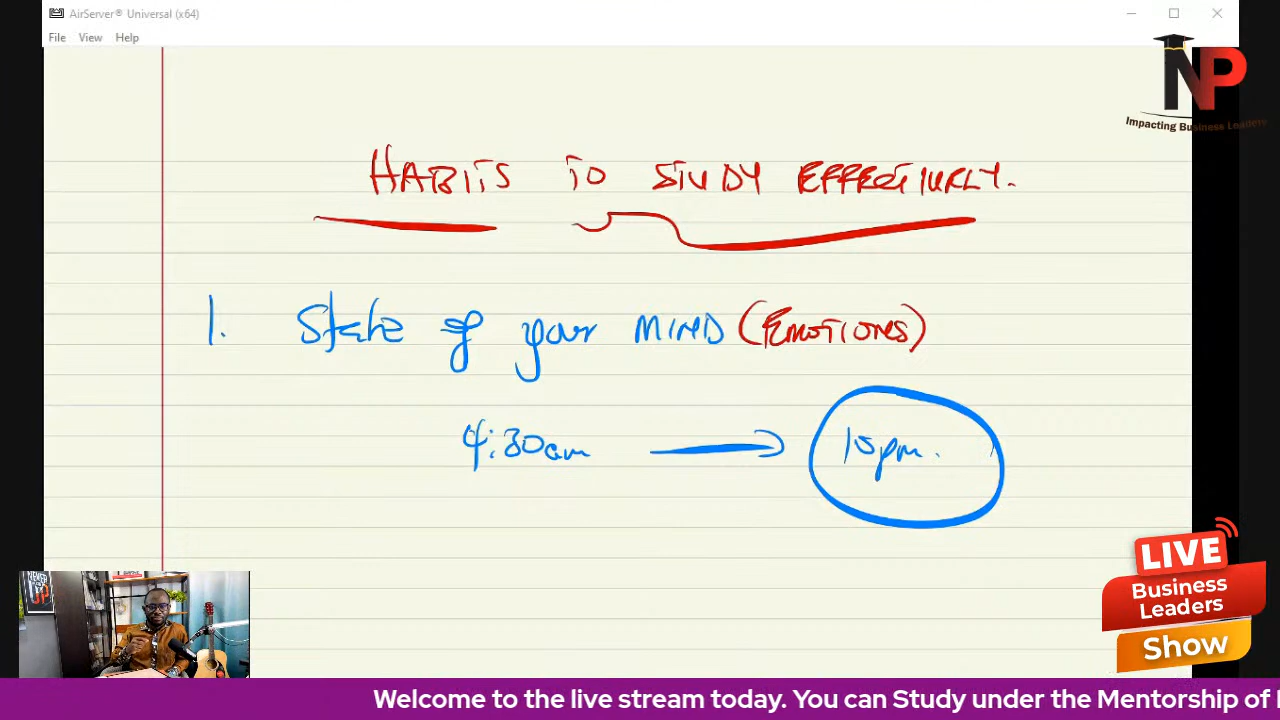 AirServer® Universal (x64)
File View Help
NP
Impacting Business Leaders
HABITS TO STUDY EFFECTIVELY.
1. State of your MIND (EMOTIONS)
4:30am 10pm.
LIVE
Business
Leaders
Show
Welcome to the live stream today. You can Study under the Mentorship of